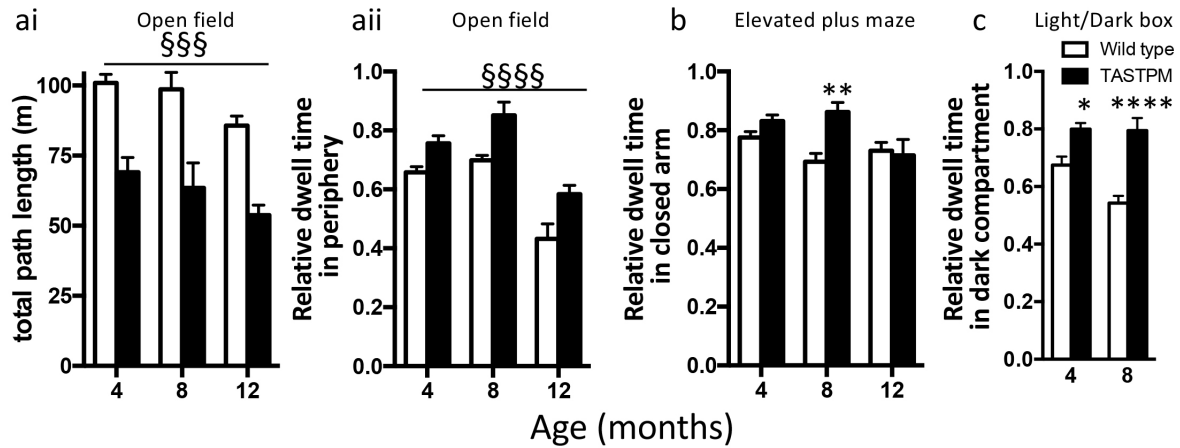 ai
Open field
§§§
total path length (m)
100
75
50
25
0
4
8
12
aii
Open field
§§§§
Relative dwell time
in periphery
1.0
0.8
0.6
0.4
0.2
0.0
4
8
12
b
Elevated plus maze
**
Relative dwell time
in closed arm
1.0
0.8
0.6
0.4
0.2
0.0
4
8
12
c
Light/Dark box
Wild type
TASTPM
*
****
Relative dwell time
in dark compartment
1.0
0.8
0.6
0.4
0.2
0.0
4
8
Age (months)